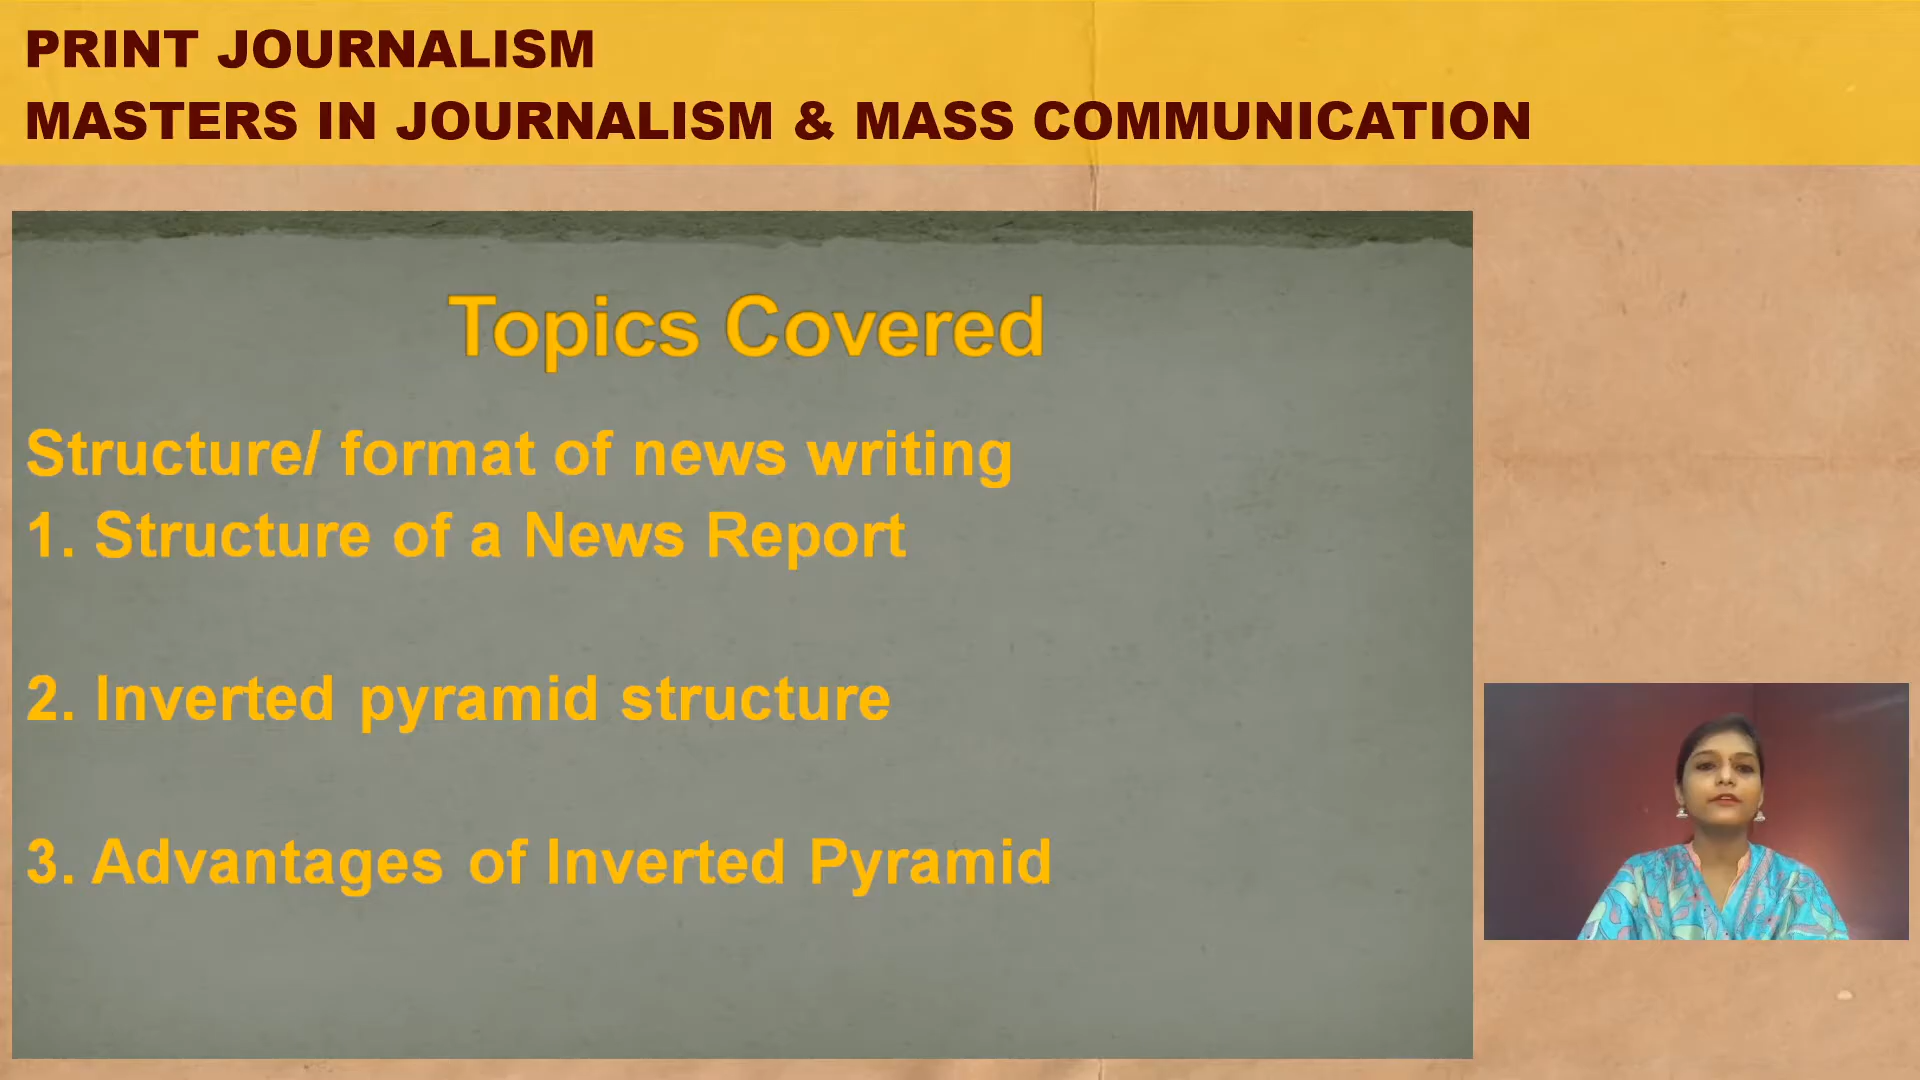 PRINT JOURNALISM
MASTERS IN JOURNALISM & MASS COMMUNICATION
Topics Covered
Structure/ format of news writing
1. Structure of a News Report
2. Inverted pyramid structure
3. Advantages of Inverted Pyramid